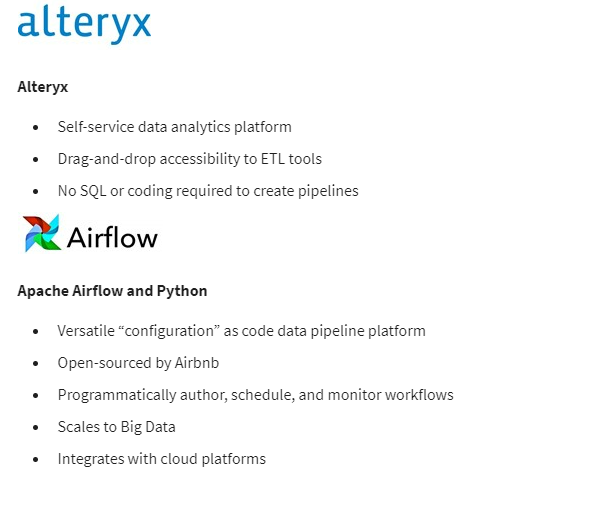 alteryx
Alteryx
• Self-service data analytics platform
• Drag-and-drop accessibility to ETL tools
• No SQL or coding required to create pipelines
Airflow
Apache Airflow and Python
• Versatile “configuration” as code data pipeline platform
• Open-sourced by Airbnb
• Programmatically author, schedule, and monitor workflows
• Scales to Big Data
• Integrates with cloud platforms